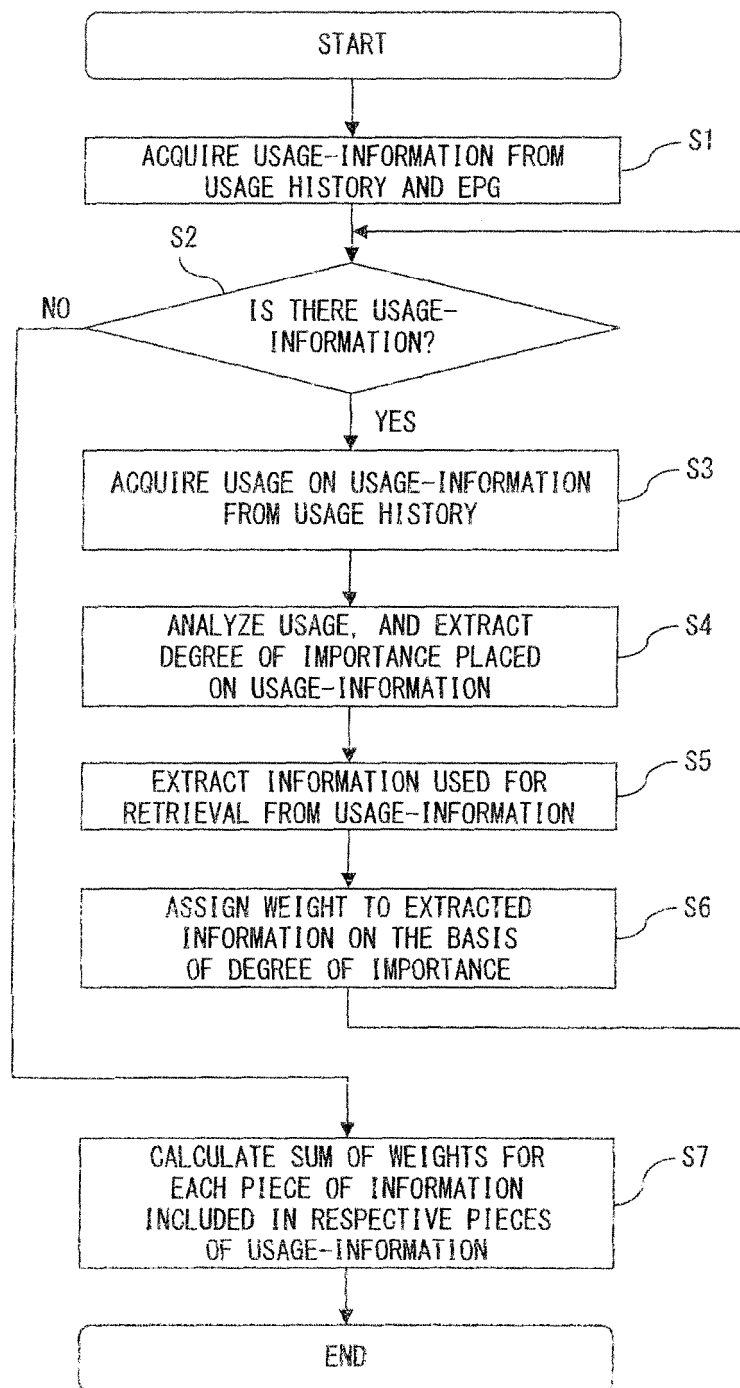 START
ACQUIRE USAGE-INFORMATION FROM
USAGE HISTORY AND EPG
S1
S2
NO
IS THERE USAGE-
INFORMATION?
YES
ACQUIRE USAGE ON USAGE-INFORMATION
FROM USAGE HISTORY
S3
ANALYZE USAGE, AND EXTRACT
DEGREE OF IMPORTANCE PLACED
ON USAGE-INFORMATION
S4
EXTRACT INFORMATION USED FOR
RETRIEVAL FROM USAGE-INFORMATION
S5
ASSIGN WEIGHT TO EXTRACTED
INFORMATION ON THE BASIS
OF DEGREE OF IMPORTANCE
S6
CALCULATE SUM OF WEIGHTS FOR
EACH PIECE OF INFORMATION
INCLUDED IN RESPECTIVE PIECES
OF USAGE-INFORMATION
S7
END